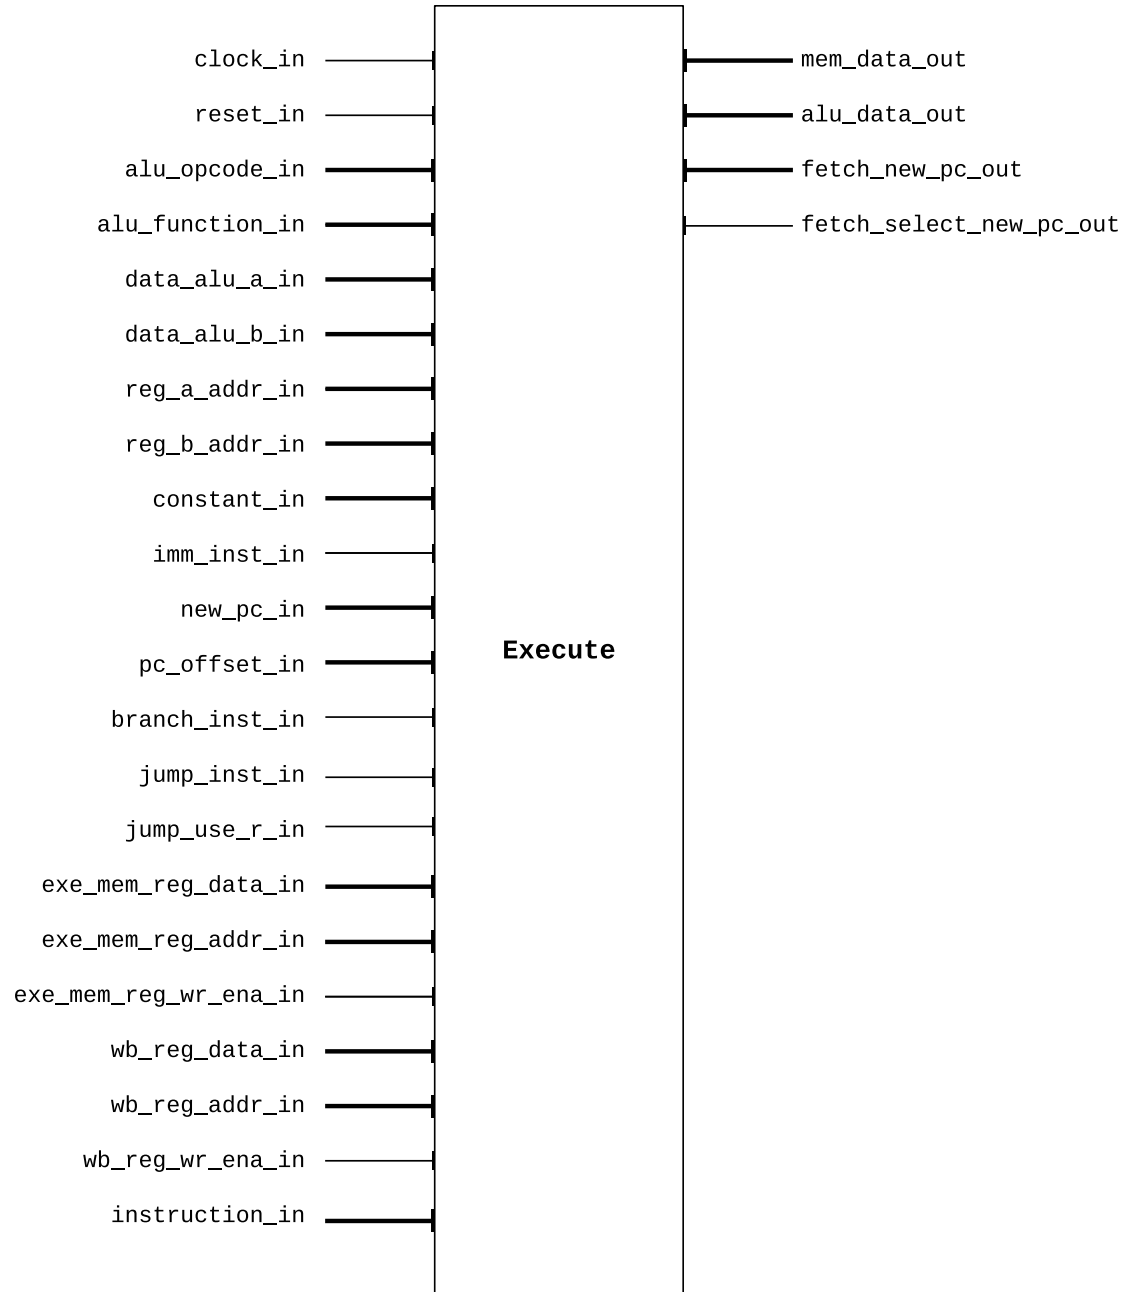 clock_in
mem_data_out
reset_in
alu_data_out
alu_opcode_in
fetch_new_pc_out
alu_function_in
fetch_select_new_pc_out
data_alu_a_in
data_alu_b_in
reg_a_addr_in
reg_b_addr_in
constant_in
imm_inst_in
new_pc_in
Execute
pc_offset_in
branch_inst_in
jump_inst_in
jump_use_r_in
exe_mem_reg_data_in
exe_mem_reg_addr_in
exe_mem_reg_wr_ena_in
wb_reg_data_in
wb_reg_addr_in
wb_reg_wr_ena_in
instruction_in